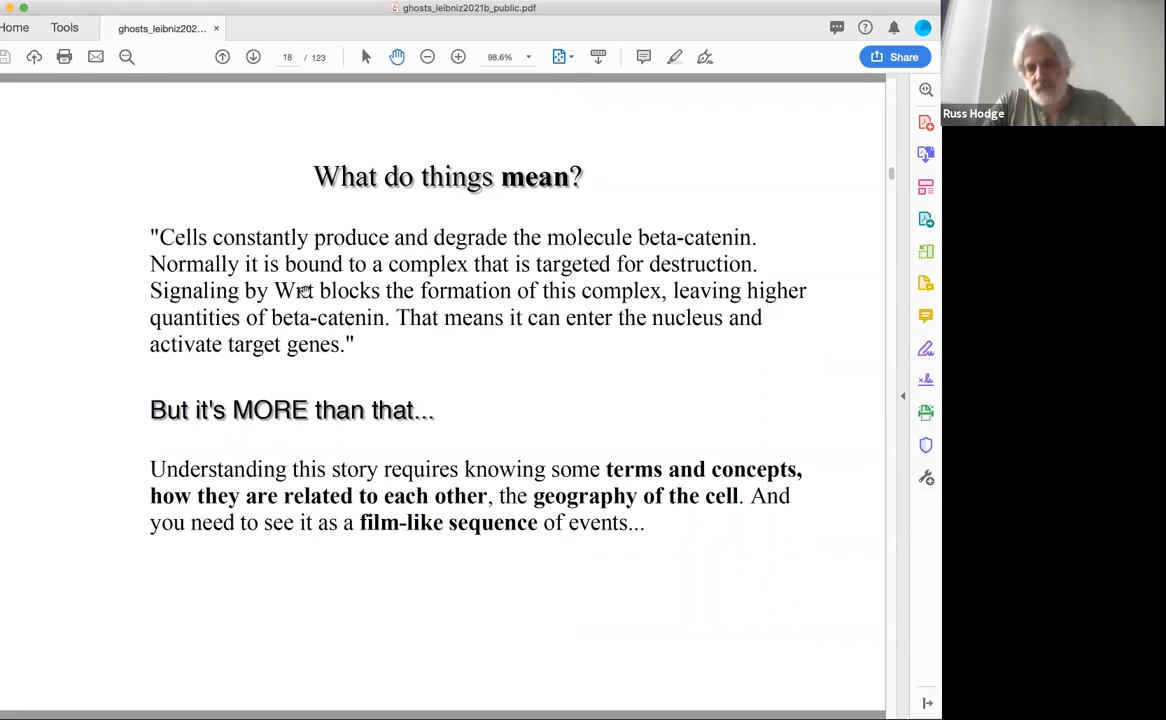 ghosts_leibniz2021b_public.pdf
Home Tools ghosts_leibniz202... ×
18 / 123 98,6% Share
Russ Hodge
What do things mean?
"Cells constantly produce and degrade the molecule beta-catenin.
Normally it is bound to a complex that is targeted for destruction.
Signaling by Wnt blocks the formation of this complex, leaving higher
quantities of beta-catenin. That means it can enter the nucleus and
activate target genes."
But it's MORE than that...
Understanding this story requires knowing some terms and concepts,
how they are related to each other, the geography of the cell. And
you need to see it as a film-like sequence of events...